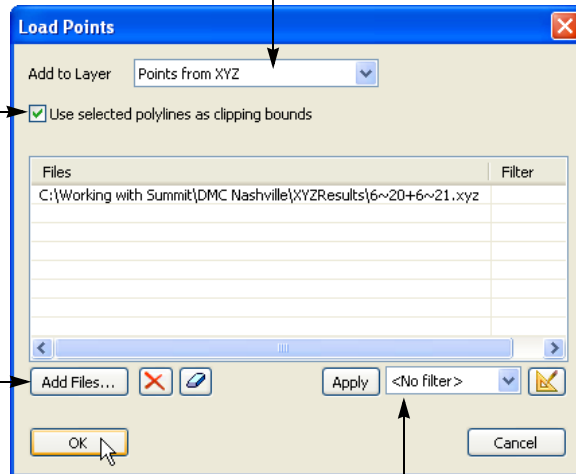 Load Points
Add to Layer Points from XYZ
Use selected polylines as clipping bounds
Files Filter
C:\Working with Summit\DMC Nashville\XYZResults\6~20+6~21.xyz
Add Files... Apply <No filter>
OK Cancel